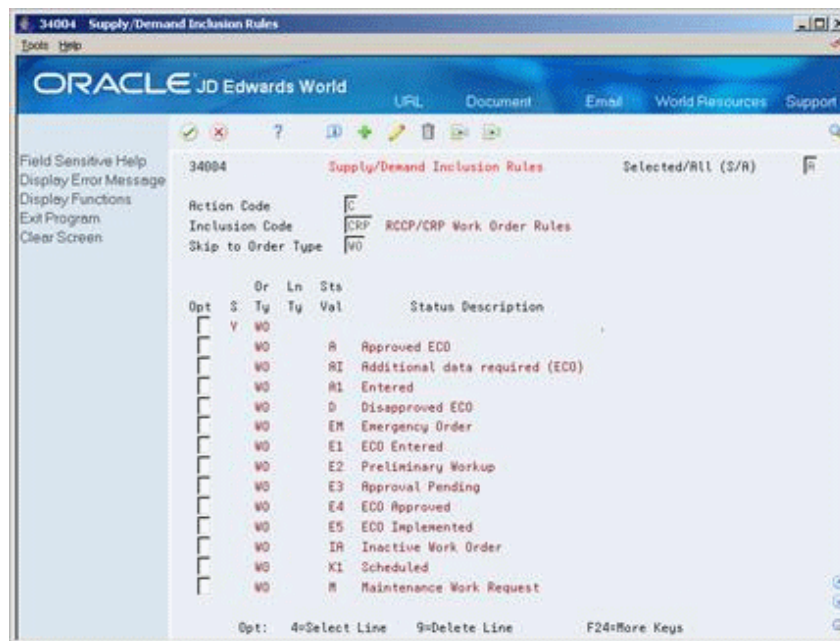 34004 Supply/Demand Inclusion Rules
Tools Help
ORACLE JD Edwards World
URL Document Email World Resources Support
Field Sensitive Help
Display Error Message
Display Functions
Exit Program
Clear Screen
34004 Supply/Demand Inclusion Rules Selected/All (S/A) A
Action Code C
Inclusion Code CRP RCCP/CRP Work Order Rules
Skip to Order Type WO
Or Ln Sts
Opt S Ty Ty Val Status Description
Y WO
WO A Approved ECO
WO AI Additional data required (ECO)
WO A1 Entered
WO D Disapproved ECO
WO EM Emergency Order
WO E1 ECO Entered
WO E2 Preliminary Workup
WO E3 Approval Pending
WO E4 ECO Approved
WO E5 ECO Implemented
WO IA Inactive Work Order
WO K1 Scheduled
WO M Maintenance Work Request
Opt: 4=Select Line 9=Delete Line F24=More Keys